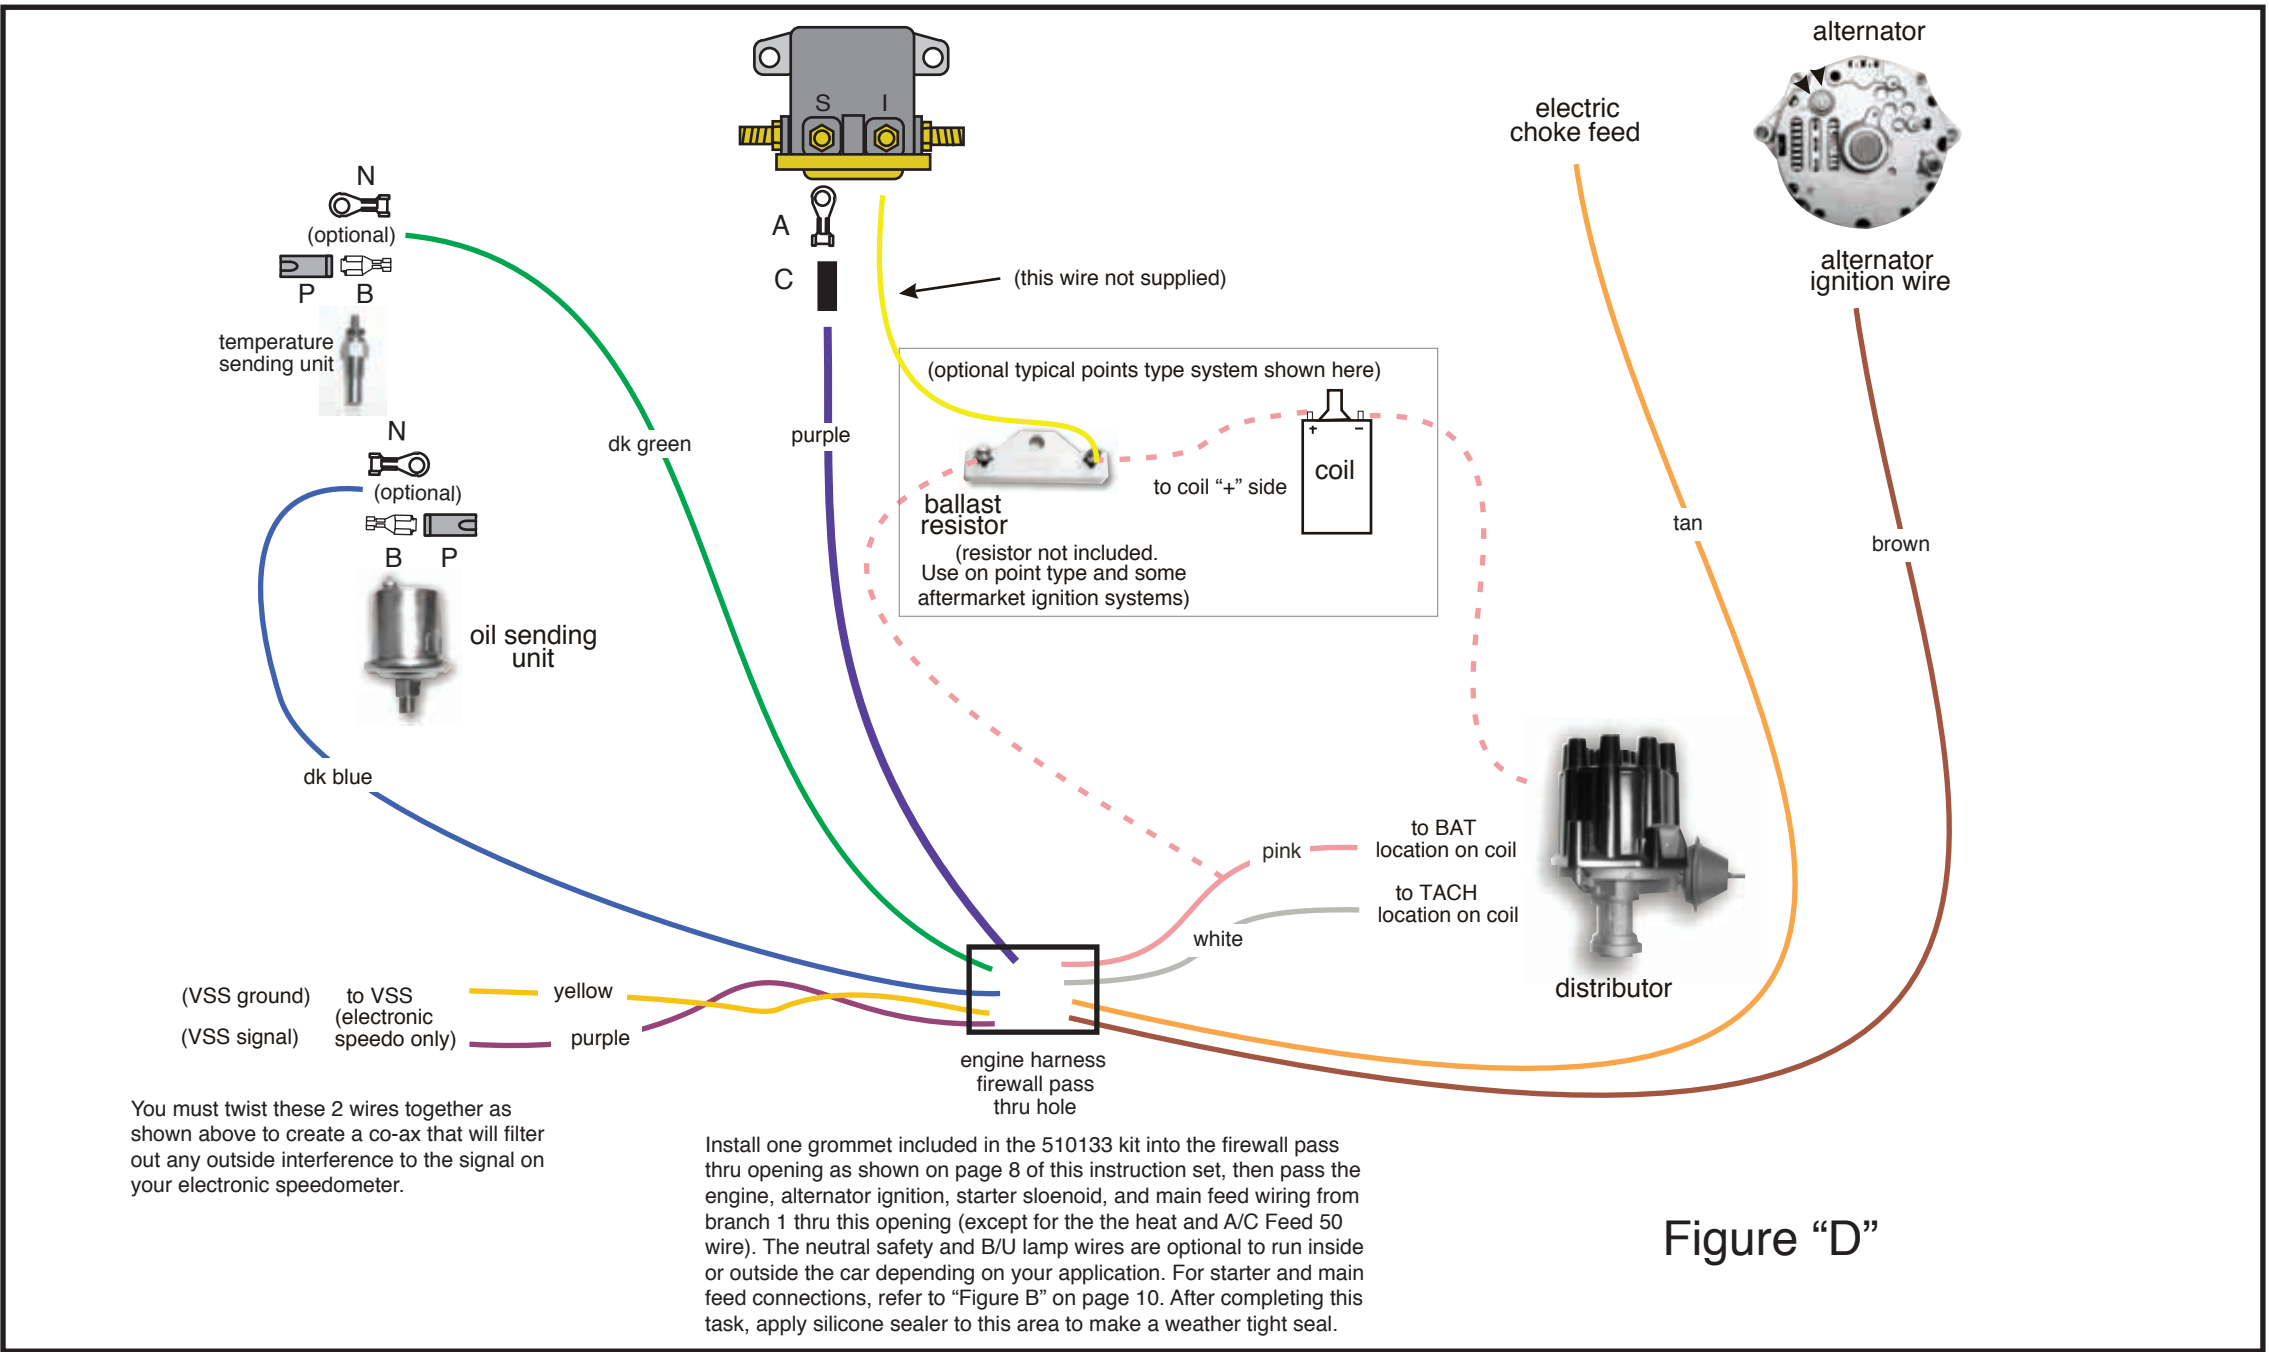 alternator
S I
electric
choke feed
N
(optional)
P B
temperature
sending unit
A
C
(this wire not supplied)
alternator
ignition wire
(optional typical points type system shown here)
+ −
coil
to coil “+” side
ballast
resistor
(resistor not included.
Use on point type and some
aftermarket ignition systems)
N
(optional)
B P
oil sending
unit
dk green
purple
tan
brown
dk blue
pink
to BAT
location on coil
to TACH
location on coil
white
distributor
(VSS ground)
(VSS signal)
to VSS
(electronic
speedo only)
yellow
purple
engine harness
firewall pass
thru hole
You must twist these 2 wires together as
shown above to create a co-ax that will filter
out any outside interference to the signal on
your electronic speedometer.
Install one grommet included in the 510133 kit into the firewall pass
thru opening as shown on page 8 of this instruction set, then pass the
engine, alternator ignition, starter sloenoid, and main feed wiring from
branch 1 thru this opening (except for the the heat and A/C Feed 50
wire). The neutral safety and B/U lamp wires are optional to run inside
or outside the car depending on your application. For starter and main
feed connections, refer to “Figure B” on page 10. After completing this
task, apply silicone sealer to this area to make a weather tight seal.
Figure “D”